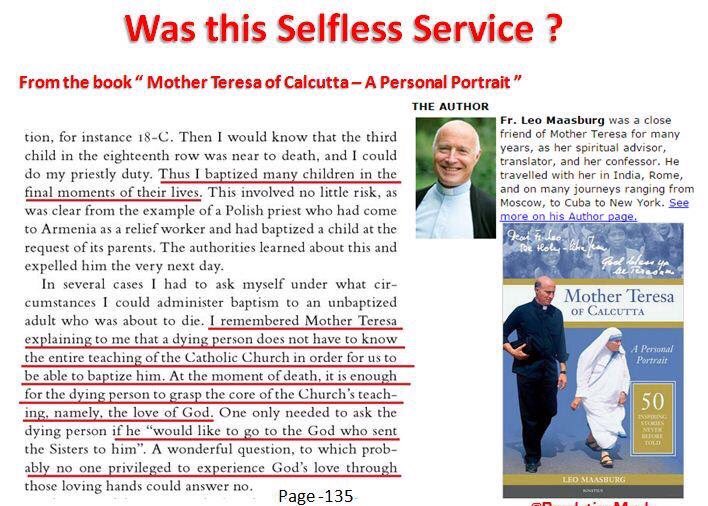 Was this Selfless Service ?
From the book “ Mother Teresa of Calcutta – A Personal Portrait ”
tion, for instance 18-C. Then I would know that the third
child in the eighteenth row was near to death, and I could
do my priestly duty. Thus I baptized many children in the
final moments of their lives. This involved no little risk, as
was clear from the example of a Polish priest who had come
to Armenia as a relief worker and had baptized a child at the
request of its parents. The authorities learned about this and
expelled him the very next day.
In several cases I had to ask myself under what cir-
cumstances I could administer baptism to an unbaptized
adult who was about to die. I remembered Mother Teresa
explaining to me that a dying person does not have to know
the entire teaching of the Catholic Church in order for us to
be able to baptize him. At the moment of death, it is enough
for the dying person to grasp the core of the Church's teach-
ing, namely, the love of God. One only needed to ask the
dying person if he “would like to go to the God who sent
the Sisters to him”. A wonderful question, to which prob-
ably no one privileged to experience God's love through
those loving hands could answer no.
Page -135
THE AUTHOR
Fr. Leo Maasburg was a close
friend of Mother Teresa for many
years, as her spiritual advisor,
translator, and her confessor. He
travelled with her in India, Rome,
and on many journeys ranging from
Moscow, to Cuba to New York. See
more on his Author page.
Dear Fr. Leo
Be Holy
God bless you
Mother Teresa
OF CALCUTTA
A Personal
Portrait
50
INSPIRING
STORIES
NEVER
BEFORE
TOLD
LEO MAASBURG
IGNATIUS